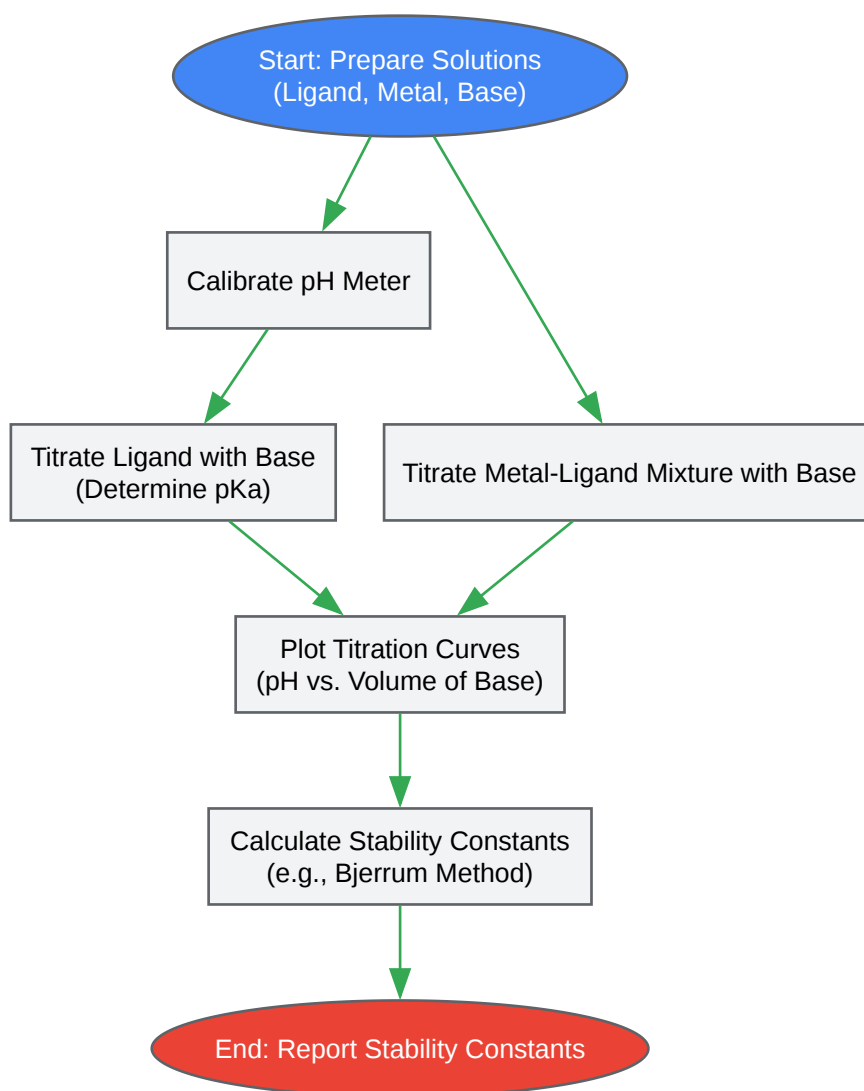 Start: Prepare Solutions
(Ligand, Metal, Base)
Calibrate pH Meter
Titrate Ligand with Base
(Determine pKa)
Titrate Metal-Ligand Mixture with Base
Plot Titration Curves
(pH vs. Volume of Base)
Calculate Stability Constants
(e.g., Bjerrum Method)
End: Report Stability Constants